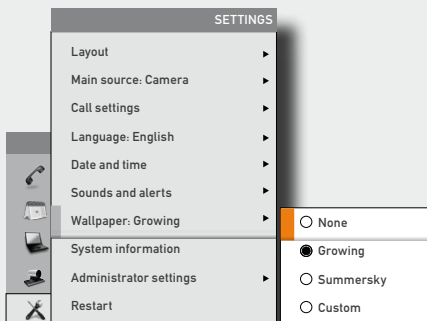 SETTINGS
Layout
Main source: Camera
Call settings
Language: English
Date and time
Sounds and alerts
Wallpaper: Growing
System information
Administrator settings
Restart
None
Growing
Summersky
Custom